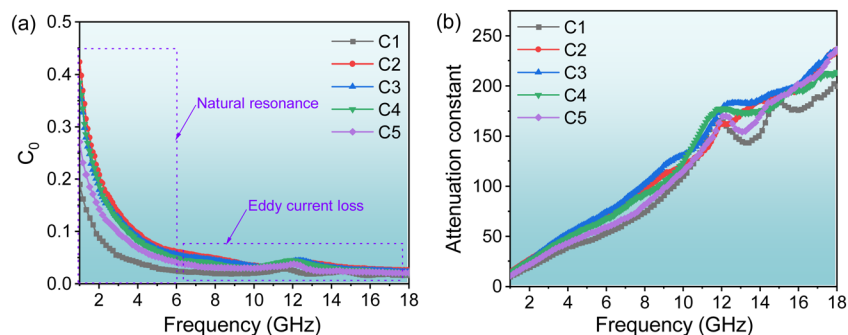 (a)
0.5
0.4
0.3
0.2
0.1
0.0
C₀
C1
C2
C3
C4
C5
Natural resonance
Eddy current loss
2 4 6 8 10 12 14 16 18
Frequency (GHz)
(b)
250
200
150
100
50
0
Attenuation constant
C1
C2
C3
C4
C5
2 4 6 8 10 12 14 16 18
Frequency (GHz)